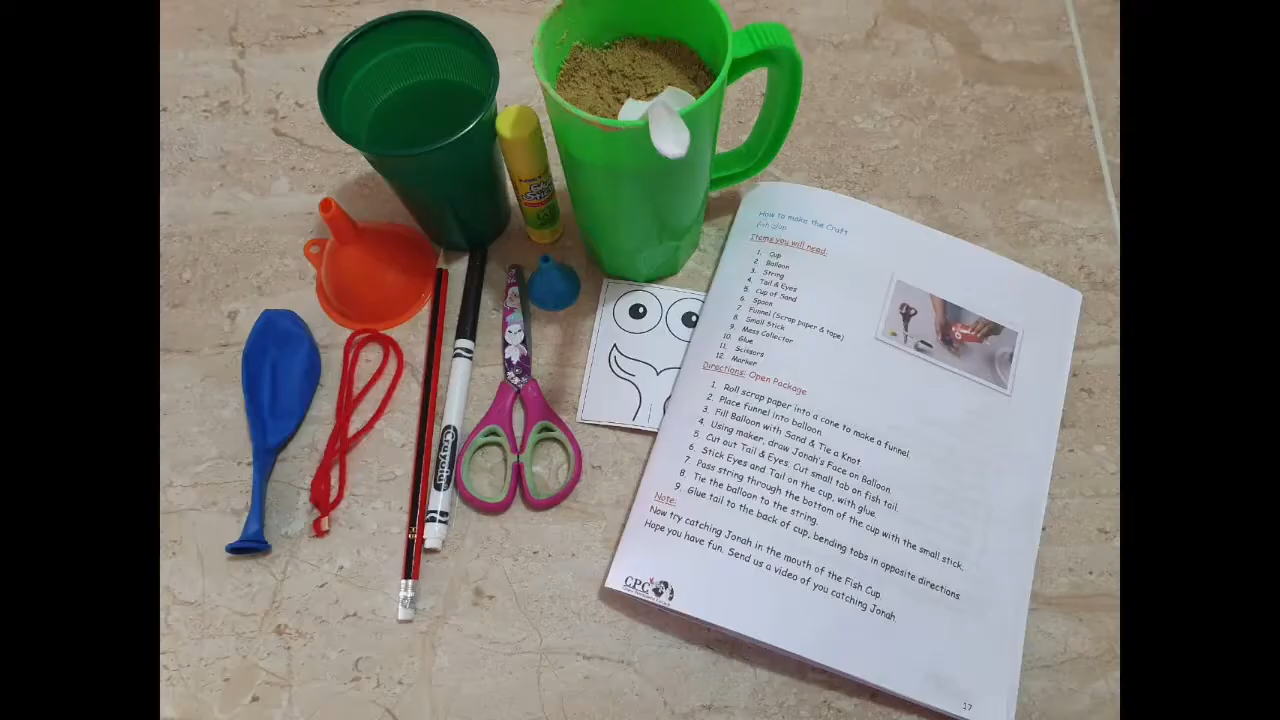 How to make the Craft
Items you will need:
1. Cup
2. Balloon
3. String
4. Tail & Eyes
5. Cup of Sand
6. Spoon
7. Funnel (Scrap paper & tape)
8. Small Stick
9. Mess Collector
10. Glue
11. Scissors
12. Marker
Directions: Open Package
1. Roll scrap paper into a cone to make a funnel
2. Place funnel into balloon
3. Fill Balloon with Sand & Tie a Knot
4. Using maker, draw Jonah's Face on Balloon.
5. Cut out Tail & Eyes. Cut small tab on fish tail.
6. Stick Eyes and Tail on the cup, with glue.
7. Pass string through the bottom of the cup with the small stick.
8. Tie the balloon to the string.
9. Glue tail to the back of cup, bending tabs in opposite directions
Note:
Now try catching Jonah in the mouth of the Fish Cup.
Hope you have fun. Send us a video of you catching Jonah.
CPC
17
Crayola
Glue
Stick